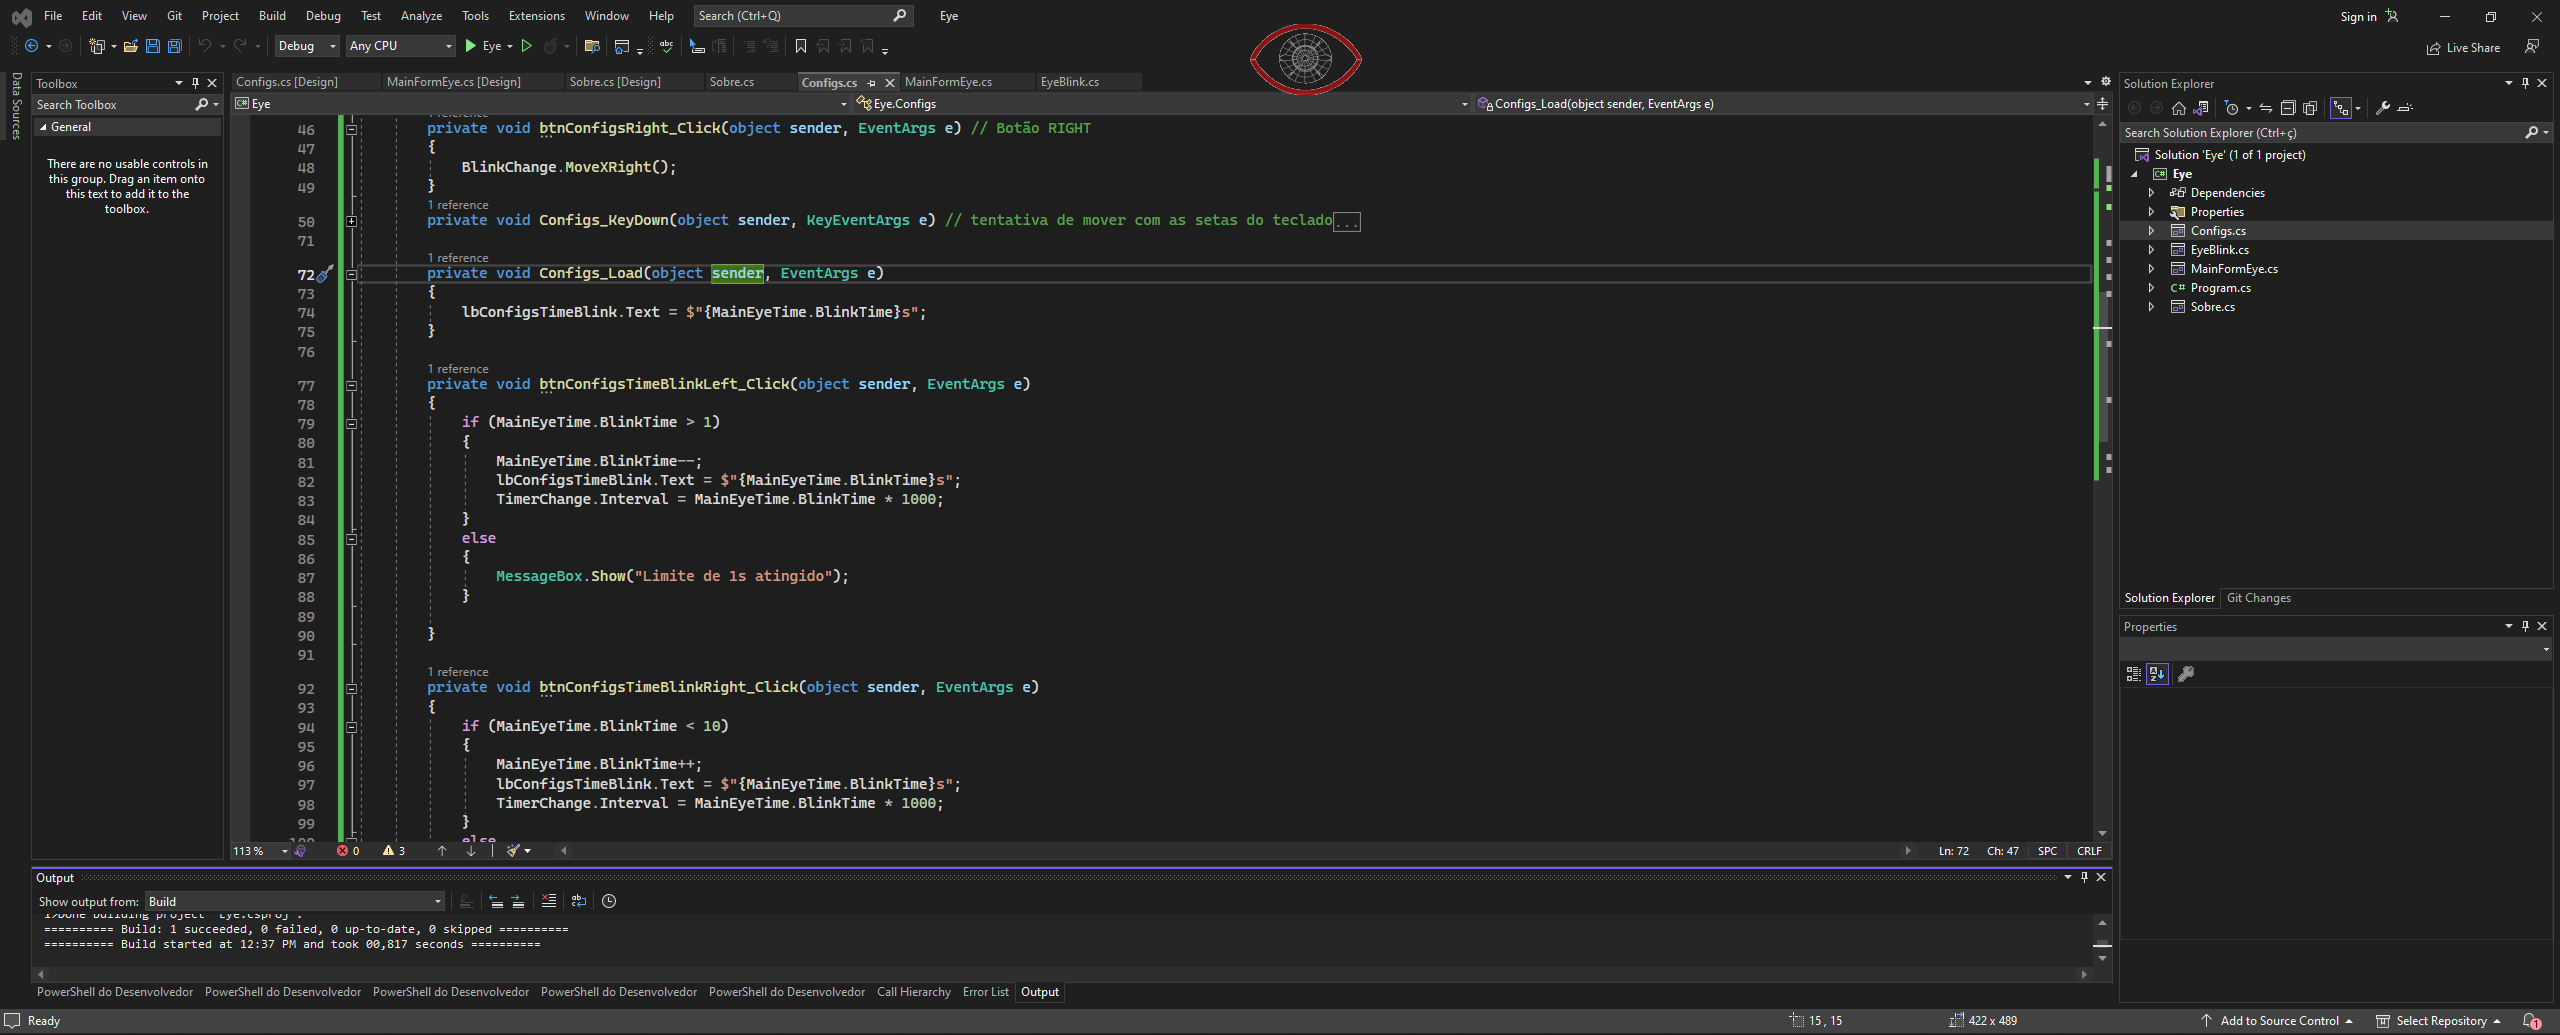 File Edit View Git Project Build Debug Test Analyze Tools Extensions Window Help Search (Ctrl+Q) Eye Sign in
Debug Any CPU Eye Live Share
Data Sources
Toolbox
Search Toolbox
General
There are no usable controls in
this group. Drag an item onto
this text to add it to the
toolbox.
Configs.cs [Design] MainFormEye.cs [Design] Sobre.cs [Design] Sobre.cs Configs.cs MainFormEye.cs EyeBlink.cs
C# Eye Eye.Configs Configs_Load(object sender, EventArgs e)
46 private void btnConfigsRight_Click(object sender, EventArgs e) // Botão RIGHT
47 {
48 BlinkChange.MoveXRight();
49 }
1 reference
50 private void Configs_KeyDown(object sender, KeyEventArgs e) // tentativa de mover com as setas do teclado...
71
1 reference
72 private void Configs_Load(object sender, EventArgs e)
73 {
74 lbConfigsTimeBlink.Text = $"{MainEyeTime.BlinkTime}s";
75 }
76
1 reference
77 private void btnConfigsTimeBlinkLeft_Click(object sender, EventArgs e)
78 {
79 if (MainEyeTime.BlinkTime > 1)
80 {
81 MainEyeTime.BlinkTime--;
82 lbConfigsTimeBlink.Text = $"{MainEyeTime.BlinkTime}s";
83 TimerChange.Interval = MainEyeTime.BlinkTime * 1000;
84 }
85 else
86 {
87 MessageBox.Show("Limite de 1s atingido");
88 }
89
90 }
91
1 reference
92 private void btnConfigsTimeBlinkRight_Click(object sender, EventArgs e)
93 {
94 if (MainEyeTime.BlinkTime < 10)
95 {
96 MainEyeTime.BlinkTime++;
97 lbConfigsTimeBlink.Text = $"{MainEyeTime.BlinkTime}s";
98 TimerChange.Interval = MainEyeTime.BlinkTime * 1000;
99 }
100 else
113 % 0 3 Ln: 72 Ch: 47 SPC CRLF
Output
Show output from: Build
1>Done building project "Eye.csproj".
========== Build: 1 succeeded, 0 failed, 0 up-to-date, 0 skipped ==========
========== Build started at 12:37 PM and took 00,817 seconds ==========
PowerShell do Desenvolvedor PowerShell do Desenvolvedor PowerShell do Desenvolvedor PowerShell do Desenvolvedor PowerShell do Desenvolvedor Call Hierarchy Error List Output
Solution Explorer
Search Solution Explorer (Ctrl+ç)
Solution 'Eye' (1 of 1 project)
C# Eye
Dependencies
Properties
Configs.cs
EyeBlink.cs
MainFormEye.cs
C# Program.cs
Sobre.cs
Solution Explorer Git Changes
Properties
Ready 15 , 15 422 x 489 Add to Source Control Select Repository 1